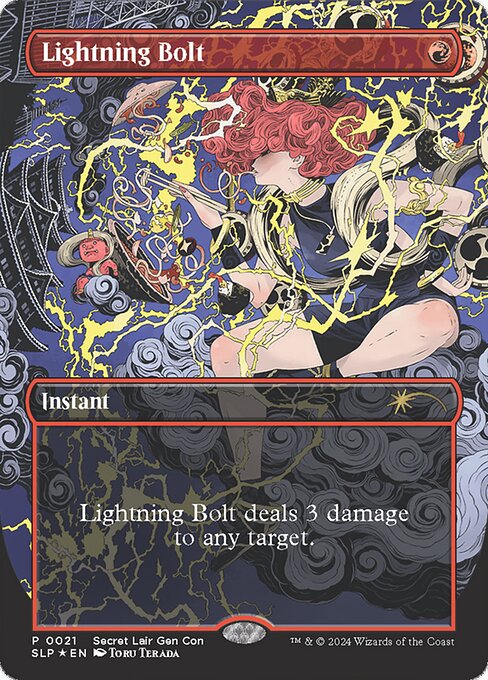 Lightning Bolt
Instant
Lightning Bolt deals 3 damage
to any target.
P 0021 Secret Lair Gen Con
SLP ★ EN Toru Terada
™ & © 2024 Wizards of the Coast